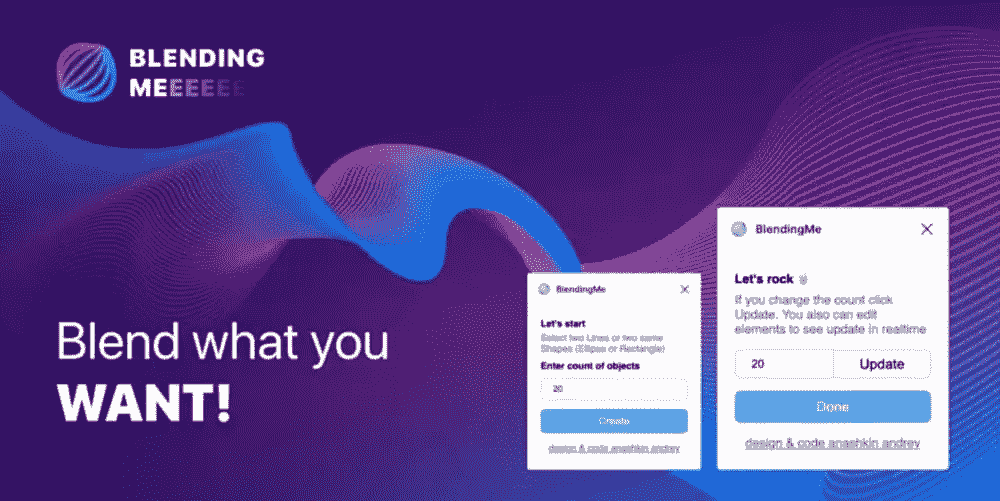 BLENDING
MEEEEEE
Blend what you
WANT!
BlendingMe
Let's start
Select two Lines or two same
Shapes (Ellipse or Rectangle)
Enter count of objects
20
Create
design & code anashkin andrey
BlendingMe
Let's rock
If you change the count click
Update. You also can edit
elements to see update in realtime
20
Update
Done
design & code anashkin andrey